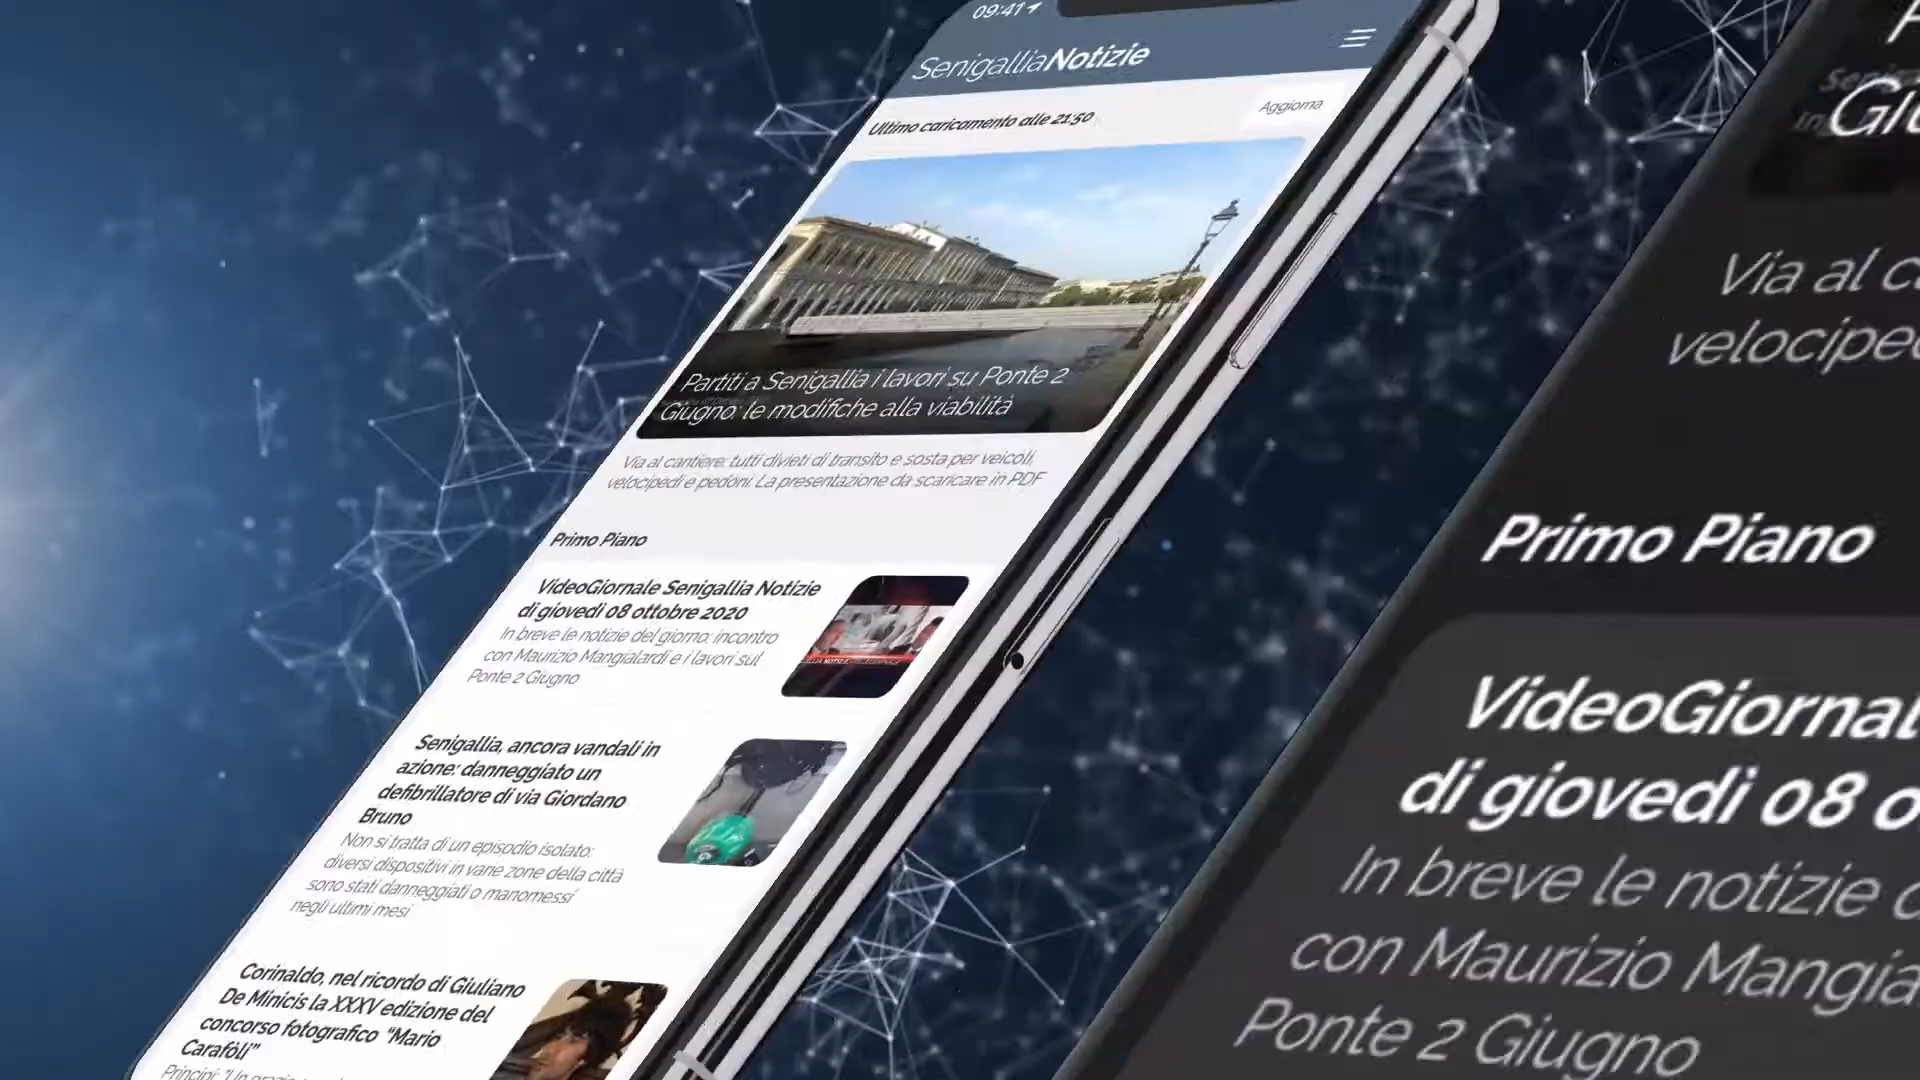 09:41
SenigalliaNotizie
Ultimo caricamento alle 21:50
Aggiorna
Partiti a Senigallia i lavori su Ponte 2
Giugno: le modifiche alla viabilità
Via al cantiere: tutti divieti di transito e sosta per veicoli,
velocipedi e pedoni. La presentazione da scaricare in PDF
Primo Piano
VideoGiornale Senigallia Notizie
di giovedì 08 ottobre 2020
In breve le notizie del giorno: incontro
con Maurizio Mangialardi e i lavori sul
Ponte 2 Giugno
Senigallia, ancora vandali in
azione: danneggiato un
defibrillatore di via Giordano
Bruno
Non si tratta di un episodio isolato:
diversi dispositivi in varie zone della città
sono stati danneggiati o manomessi
negli ultimi mesi
Corinaldo, nel ricordo di Giuliano
De Minicis la XXXV edizione del
concorso fotografico "Mario
Carafòli"
Principi: "Un
Giu
Via al c
velociped
Primo Piano
VideoGiornal
di giovedì 08 o
In breve le notizie d
con Maurizio Mangia
Ponte 2 Giugno